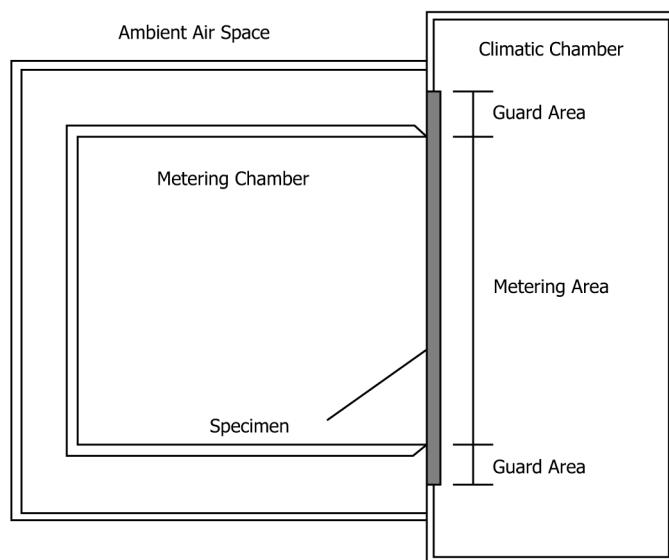 Ambient Air Space
Climatic Chamber
Guard Area
Metering Chamber
Metering Area
Specimen
Guard Area